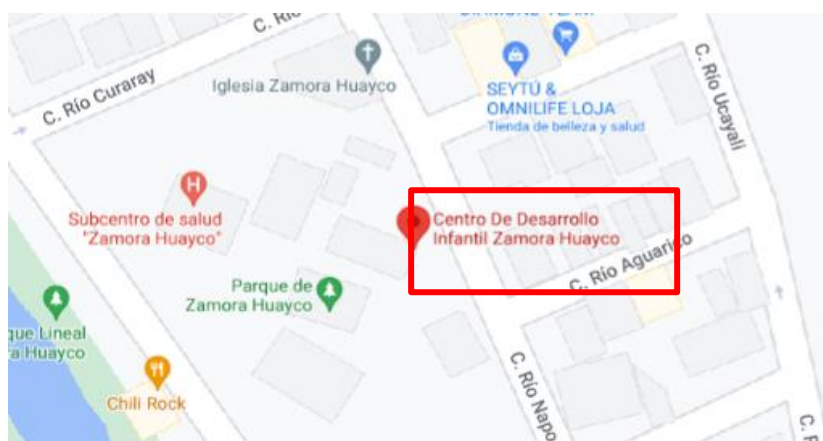 C. Río
C. Río Curaray
Iglesia Zamora Huayco
SEYTÚ &
OMNILIFE LOJA
Tienda de belleza y salud
C. Río Ucayali
Subcentro de salud
"Zamora Huayco"
Centro De Desarrollo
Infantil Zamora Huayco
C. Río Aguarico
Parque de
Zamora Huayco
que Lineal
a Huayco
Chili Rock
C. Río Napo